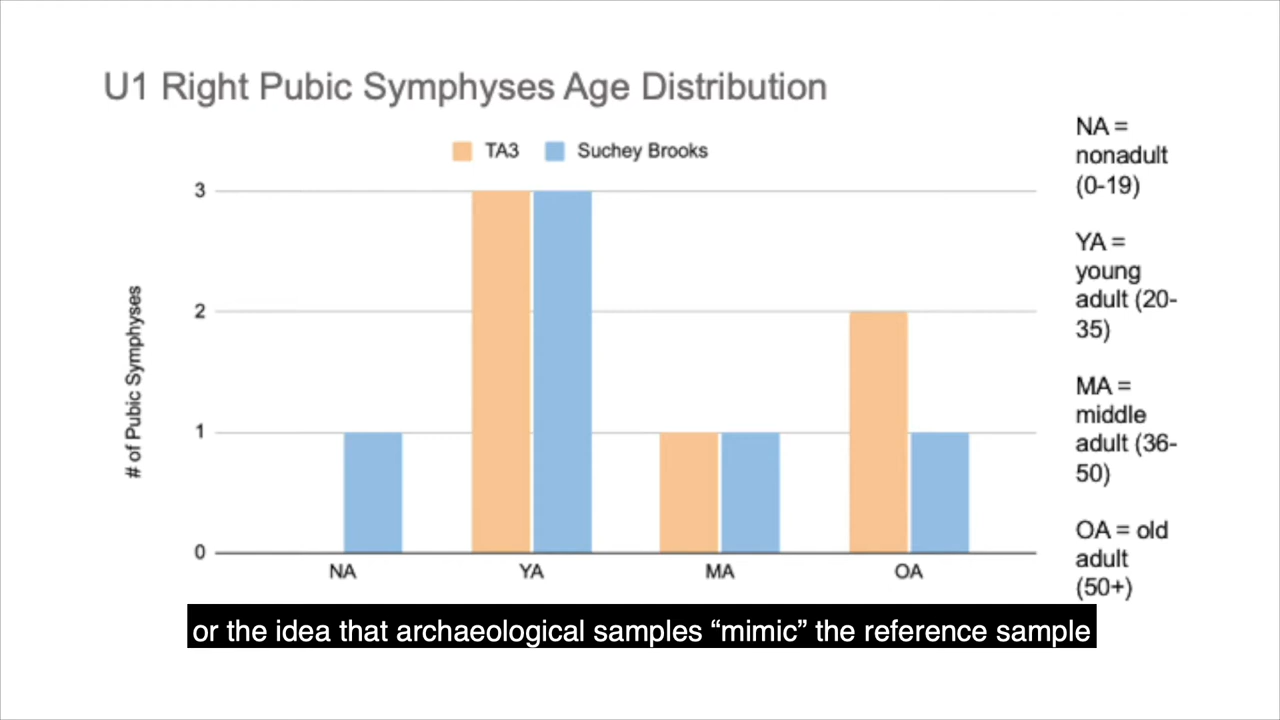 U1 Right Pubic Symphyses Age Distribution
TA3 Suchey Brooks
# of Pubic Symphyses
3
2
1
0
NA YA MA OA
NA =
nonadult
(0-19)
YA =
young
adult (20-
35)
MA =
middle
adult (36-
50)
OA = old
adult
(50+)
or the idea that archaeological samples “mimic” the reference sample